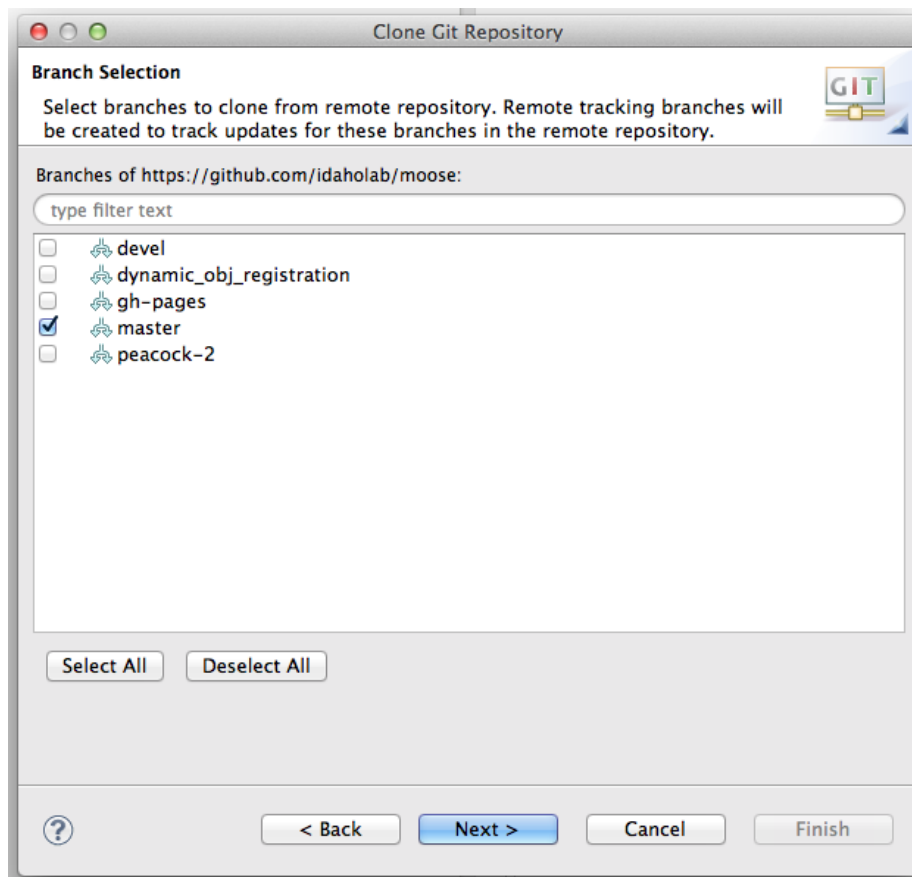 Clone Git Repository
Branch Selection
Select branches to clone from remote repository. Remote tracking branches will
be created to track updates for these branches in the remote repository.
GIT
Branches of https://github.com/idaholab/moose:
type filter text
devel
dynamic_obj_registration
gh-pages
master
peacock-2
Select All Deselect All
? < Back Next > Cancel Finish